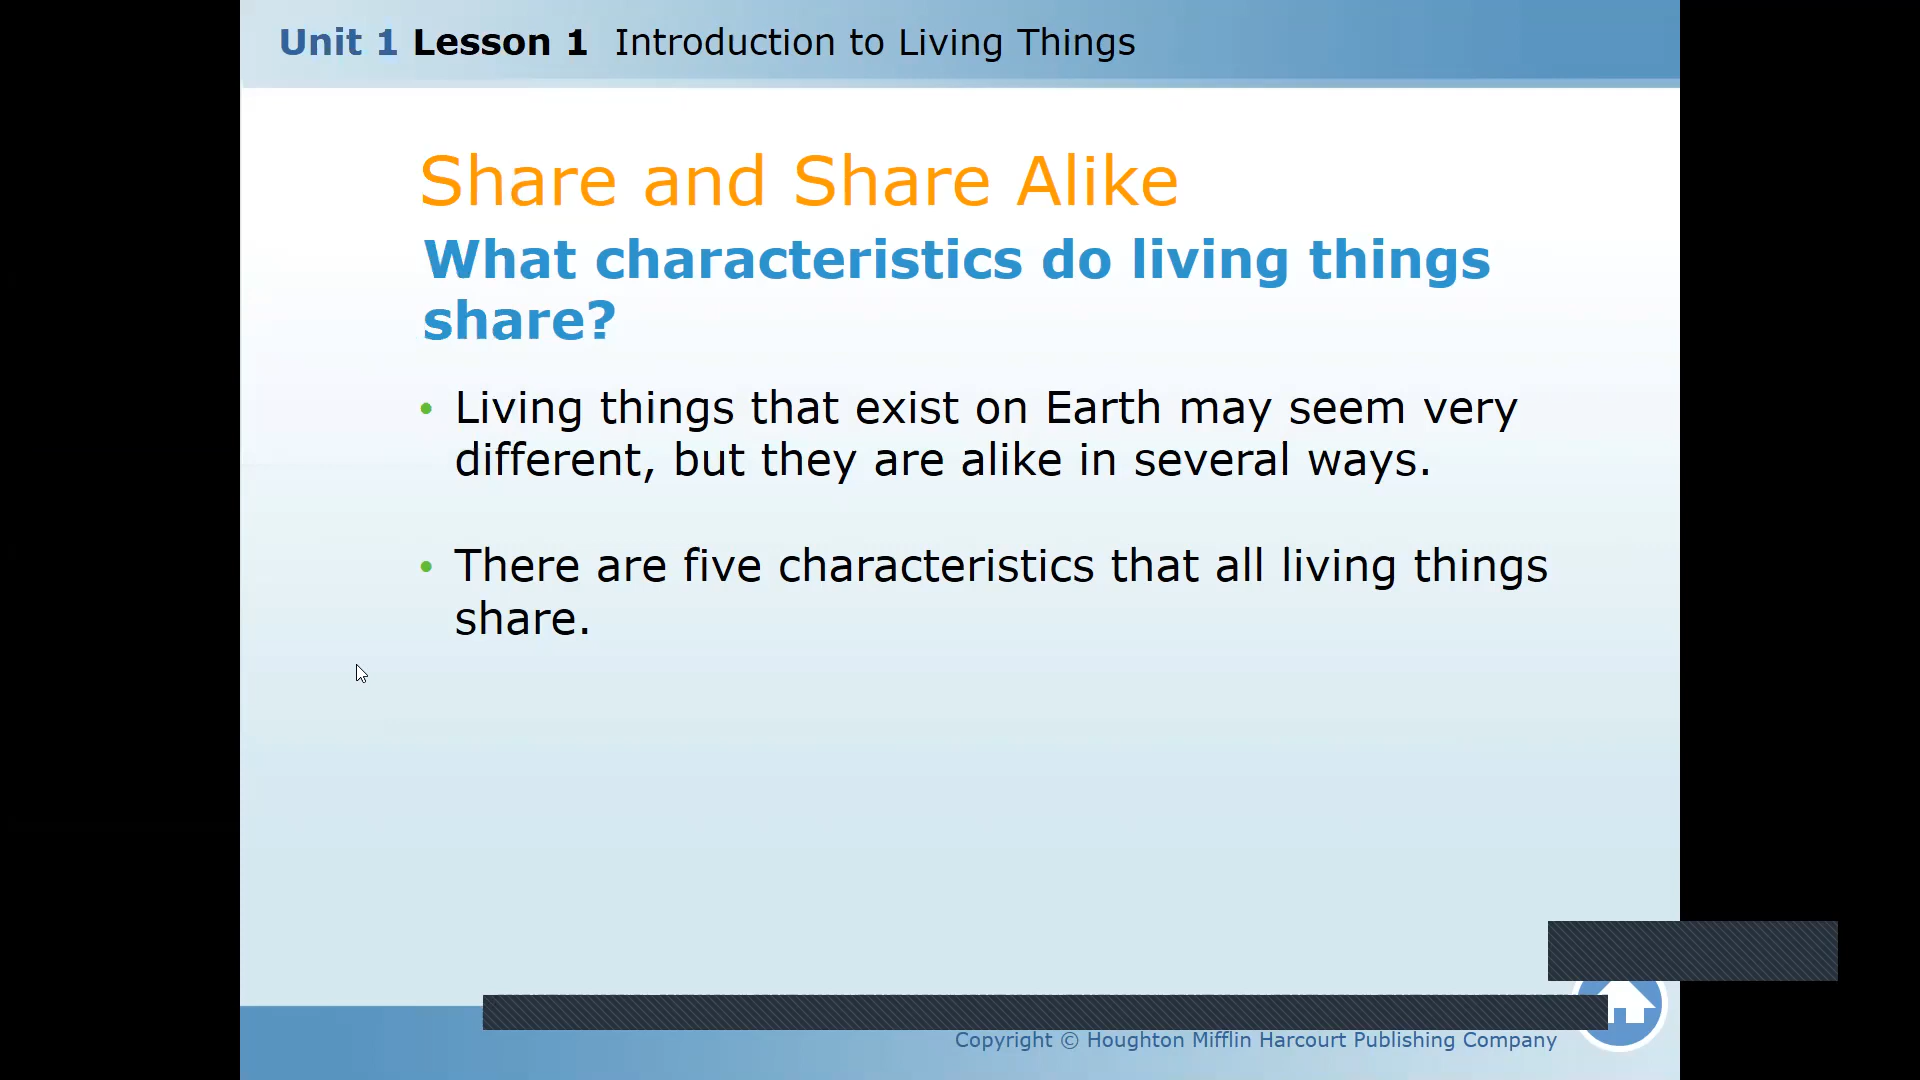 Unit 1 Lesson 1 Introduction to Living Things
Share and Share Alike
What characteristics do living things
share?
• Living things that exist on Earth may seem very
different, but they are alike in several ways.
• There are five characteristics that all living things
share.
Copyright © Houghton Mifflin Harcourt Publishing Company